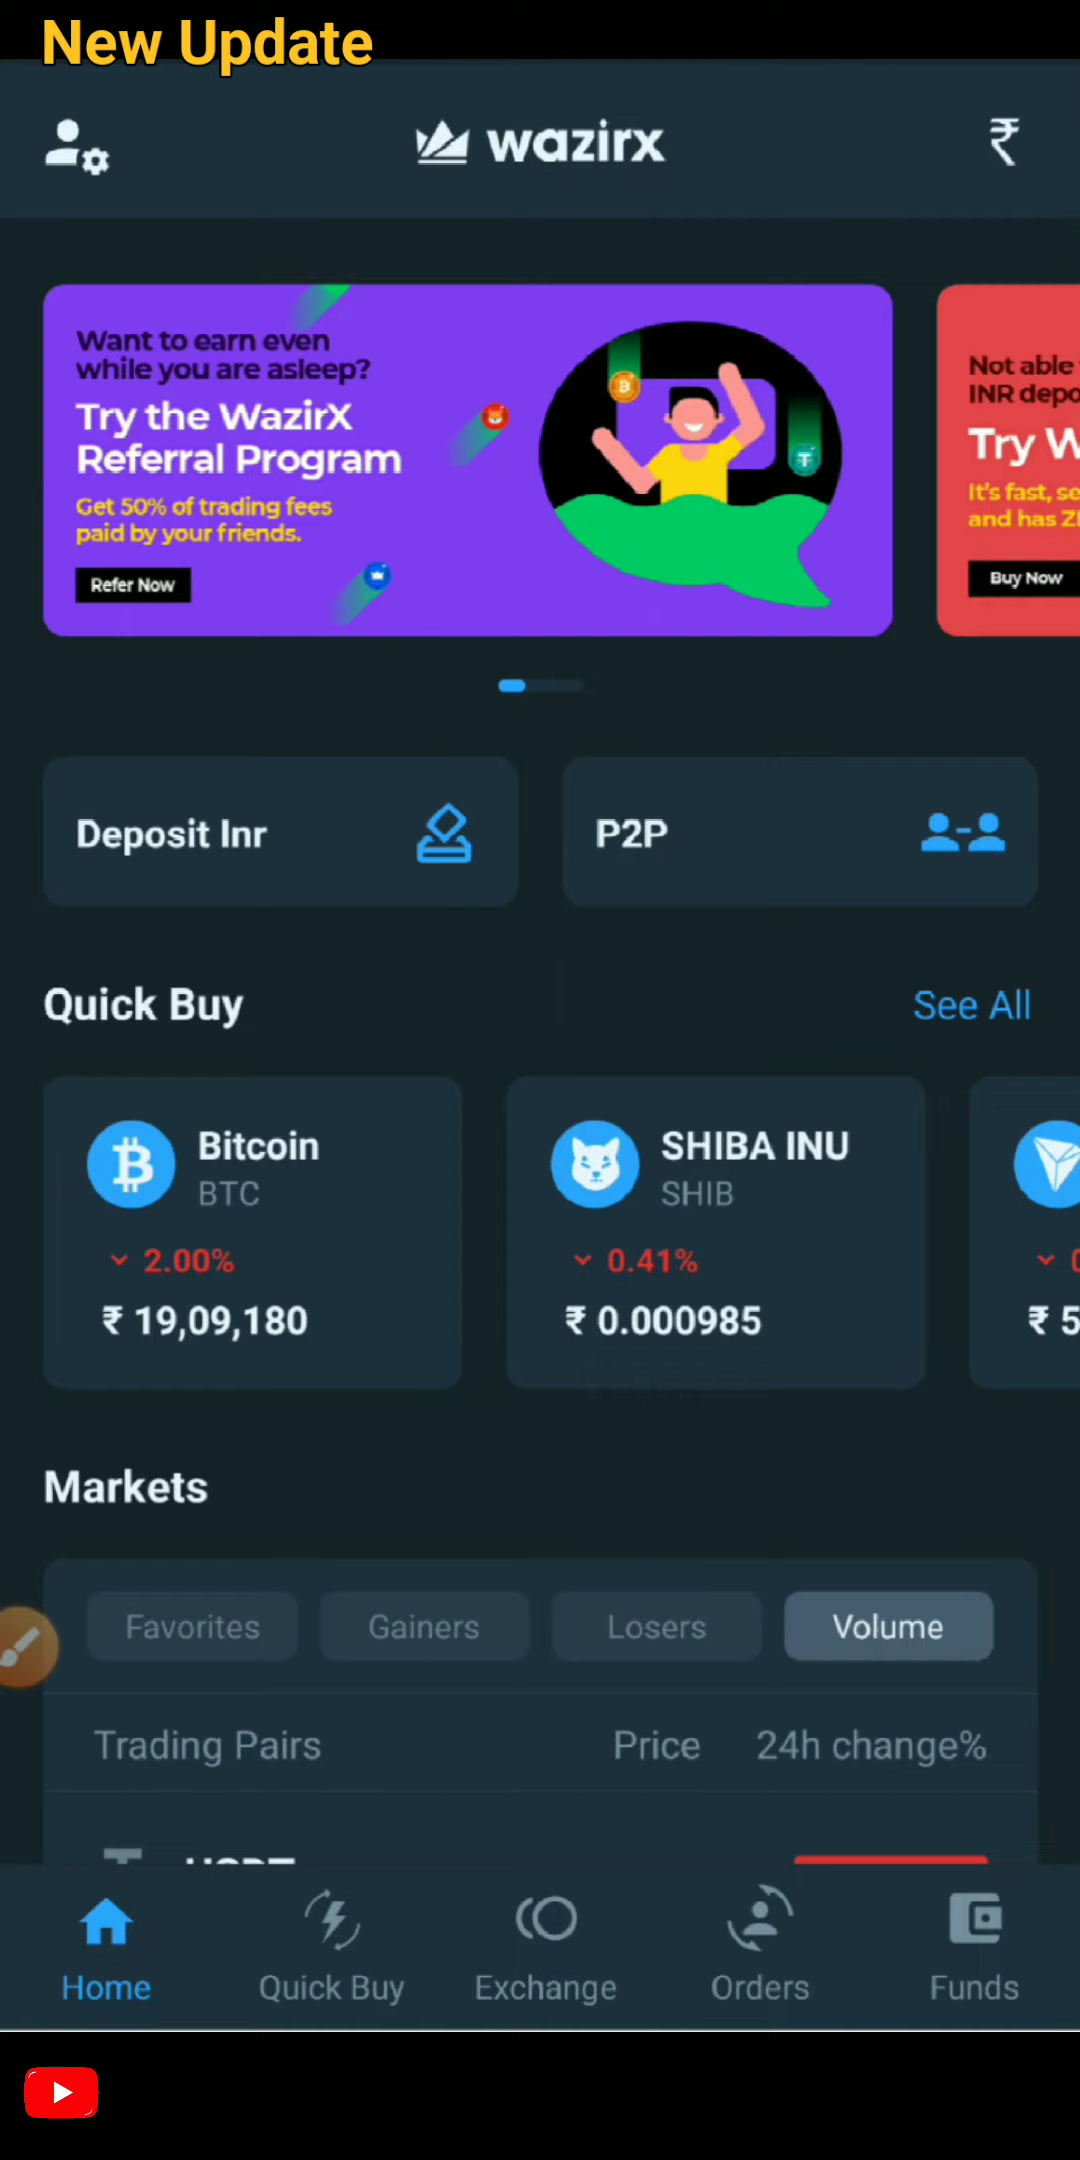 New Update
wazirx
₹
Want to earn even
while you are asleep?
Try the WazirX
Referral Program
Get 50% of trading fees
paid by your friends.
Refer Now
Not able
INR depo
Try W
It's fast, se
and has
Buy Now
Deposit Inr
P2P
Quick Buy
See All
Bitcoin
BTC
2.00%
₹ 19,09,180
SHIBA INU
SHIB
0.41%
₹ 0.000985
₹ 5
Markets
Favorites
Gainers
Losers
Volume
Trading Pairs
Price
24h change%
Home
Quick Buy
Exchange
Orders
Funds